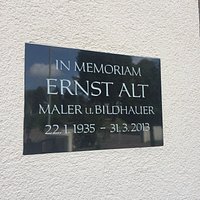 IN MEMORIAM
ERNST ALT
MALER u. BILDHAUER
22.1.1935 – 31.3.2013